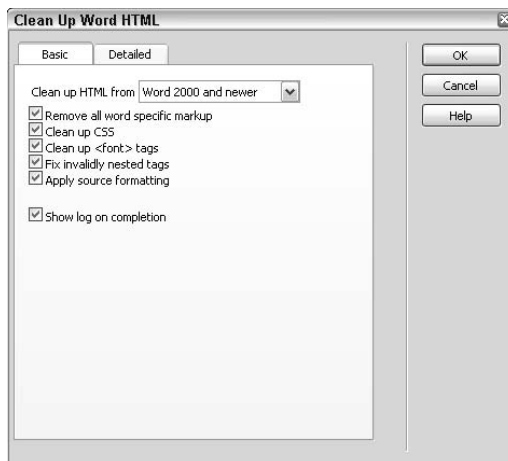 Clean Up Word HTML
Basic Detailed
Clean up HTML from Word 2000 and newer
Remove all word specific markup
Clean up CSS
Clean up <font> tags
Fix invalidly nested tags
Apply source formatting
Show log on completion
OK
Cancel
Help